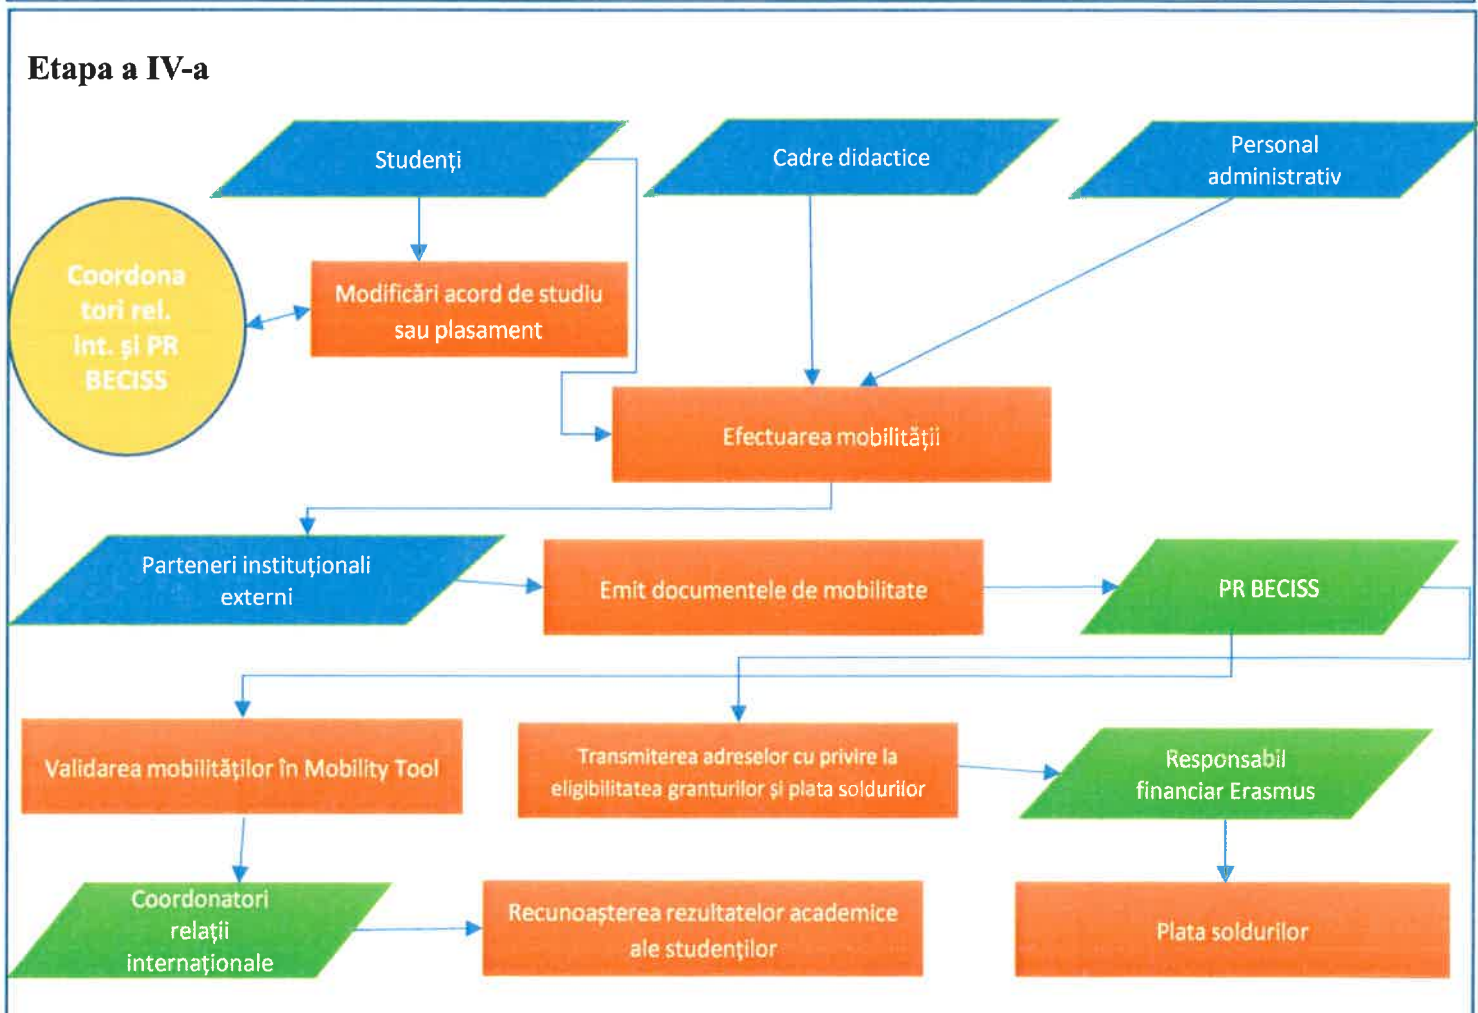 Etapa a IV-a
Studenți
Cadre didactice
Personal
administrativ
Coordona
tori rel.
int. și PR
BECISS
Modificări acord de studiu
sau plasament
Efectuarea mobilității
Parteneri instituționali
externi
Emit documentele de mobilitate
PR BECISS
Validarea mobilităților în Mobility Tool
Transmiterea adreselor cu privire la
eligibilitatea granturilor și plata soldurilor
Responsabil
financiar Erasmus
Coordonatori
relații
internaționale
Recunoașterea rezultatelor academice
ale studenților
Plata soldurilor